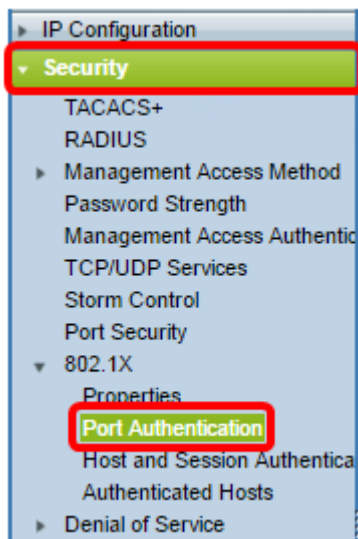 IP Configuration
Security
TACACS+
RADIUS
Management Access Method
Password Strength
Management Access Authentic
TCP/UDP Services
Storm Control
Port Security
802.1X
Properties
Port Authentication
Host and Session Authentica
Authenticated Hosts
Denial of Service